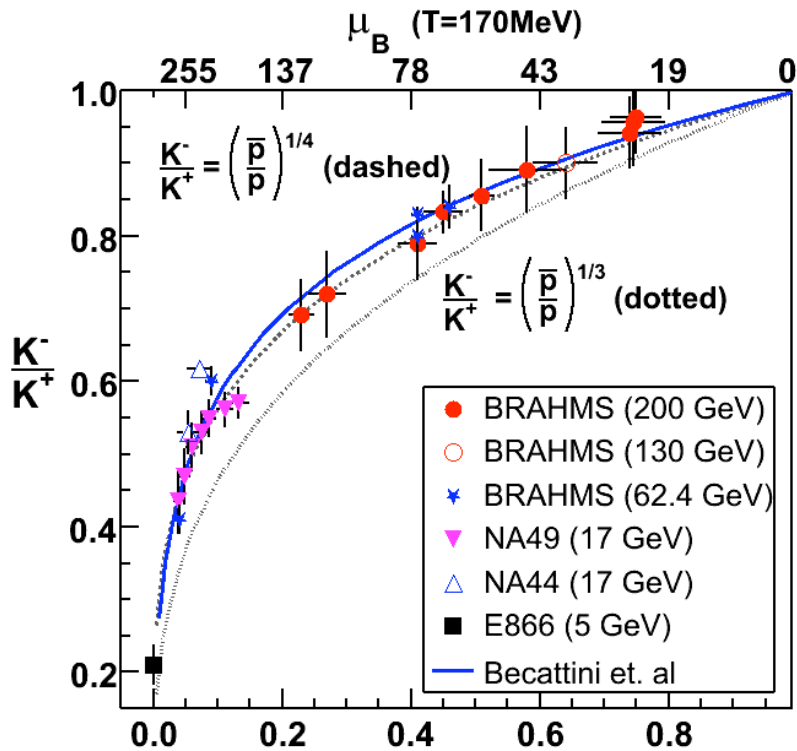 μB (T=170MeV)
255 137 78 43 19 0
1.0
K-/K+ = (p̅/p)^1/4 (dashed)
0.8
K-/K+ = (p̅/p)^1/3 (dotted)
K-/K+
0.6
BRAHMS (200 GeV)
BRAHMS (130 GeV)
BRAHMS (62.4 GeV)
0.4
NA49 (17 GeV)
NA44 (17 GeV)
E866 (5 GeV)
0.2
Becattini et. al
0.0 0.2 0.4 0.6 0.8